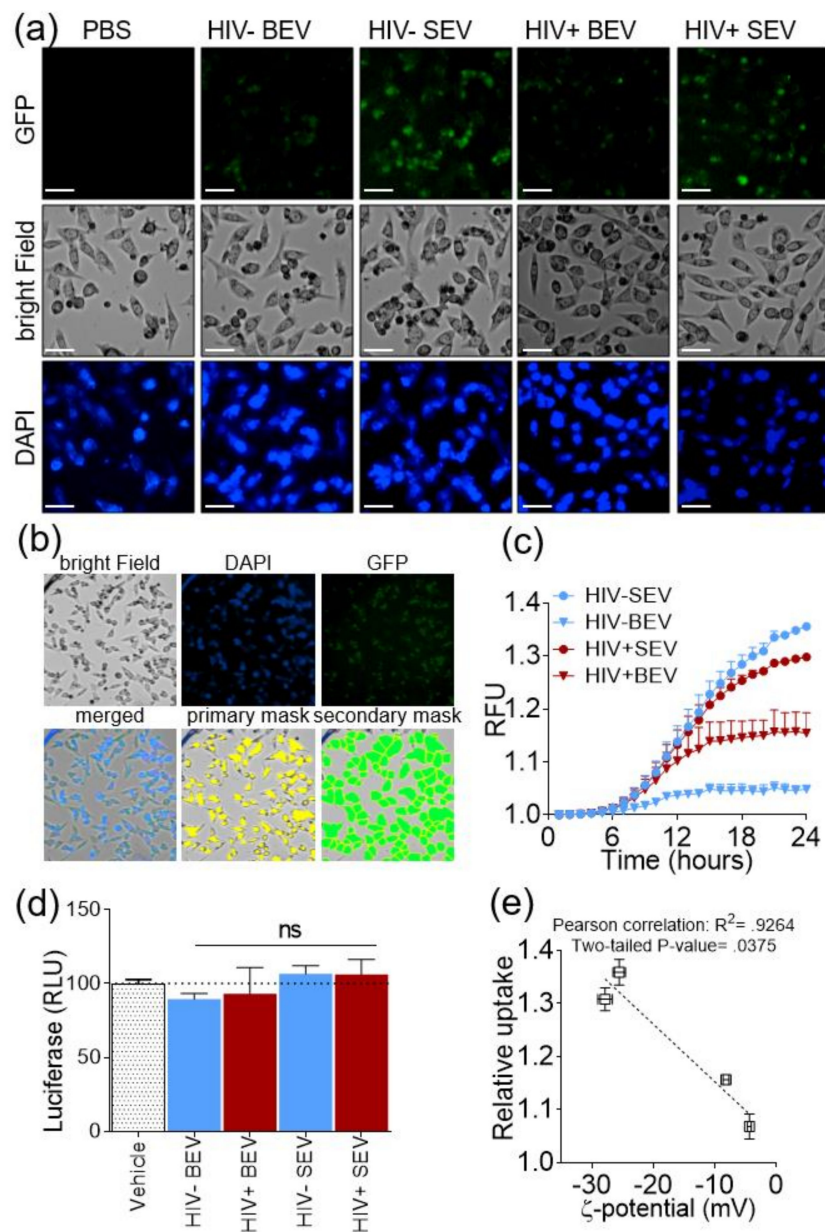 (a)
PBS HIV- BEV HIV- SEV HIV+ BEV HIV+ SEV
GFP
bright Field
DAPI
(b)
bright Field DAPI GFP
merged primary mask secondary mask
(c)
HIV-SEV
HIV-BEV
HIV+SEV
HIV+BEV
RFU
1.4
1.3
1.2
1.1
1.0
0 6 12 18 24
Time (hours)
(d)
ns
Luciferase (RLU)
150
100
50
0
Vehicle
HIV- BEV
HIV+ BEV
HIV- SEV
HIV+ SEV
(e)
Pearson correlation: R²= .9264
Two-tailed P-value= .0375
Relative uptake
1.4
1.3
1.2
1.1
1.0
-30 -20 -10 0
ζ-potential (mV)